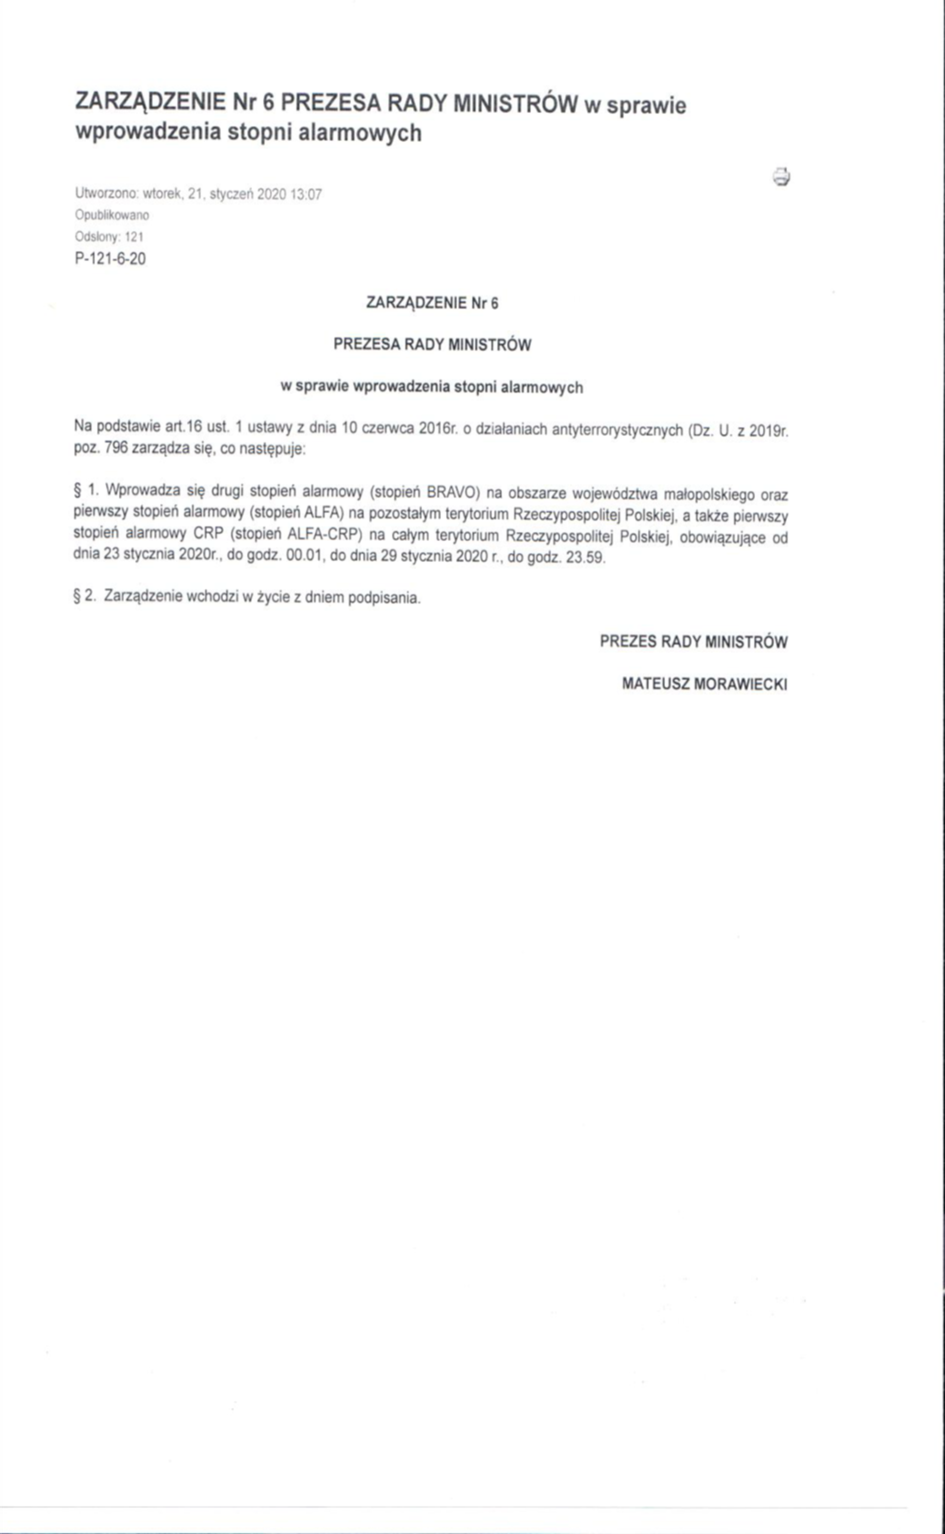 ZARZĄDZENIE Nr 6 PREZESA RADY MINISTRÓW w sprawie
wprowadzenia stopni alarmowych
Utworzono: wtorek, 21, styczeń 2020 13:07
Opublikowano
Odsłony: 121
P-121-6-20
ZARZĄDZENIE Nr 6
PREZESA RADY MINISTRÓW
w sprawie wprowadzenia stopni alarmowych
Na podstawie art.16 ust. 1 ustawy z dnia 10 czerwca 2016r. o działaniach antyterrorystycznych (Dz. U. z 2019r.
poz. 796 zarządza się, co następuje:
§ 1. Wprowadza się drugi stopień alarmowy (stopień BRAVO) na obszarze województwa małopolskiego oraz
pierwszy stopień alarmowy (stopień ALFA) na pozostałym terytorium Rzeczypospolitej Polskiej, a także pierwszy
stopień alarmowy CRP (stopień ALFA-CRP) na całym terytorium Rzeczypospolitej Polskiej, obowiązujące od
dnia 23 stycznia 2020r., do godz. 00.01, do dnia 29 stycznia 2020 r., do godz. 23.59.
§ 2. Zarządzenie wchodzi w życie z dniem podpisania.
PREZES RADY MINISTRÓW
MATEUSZ MORAWIECKI